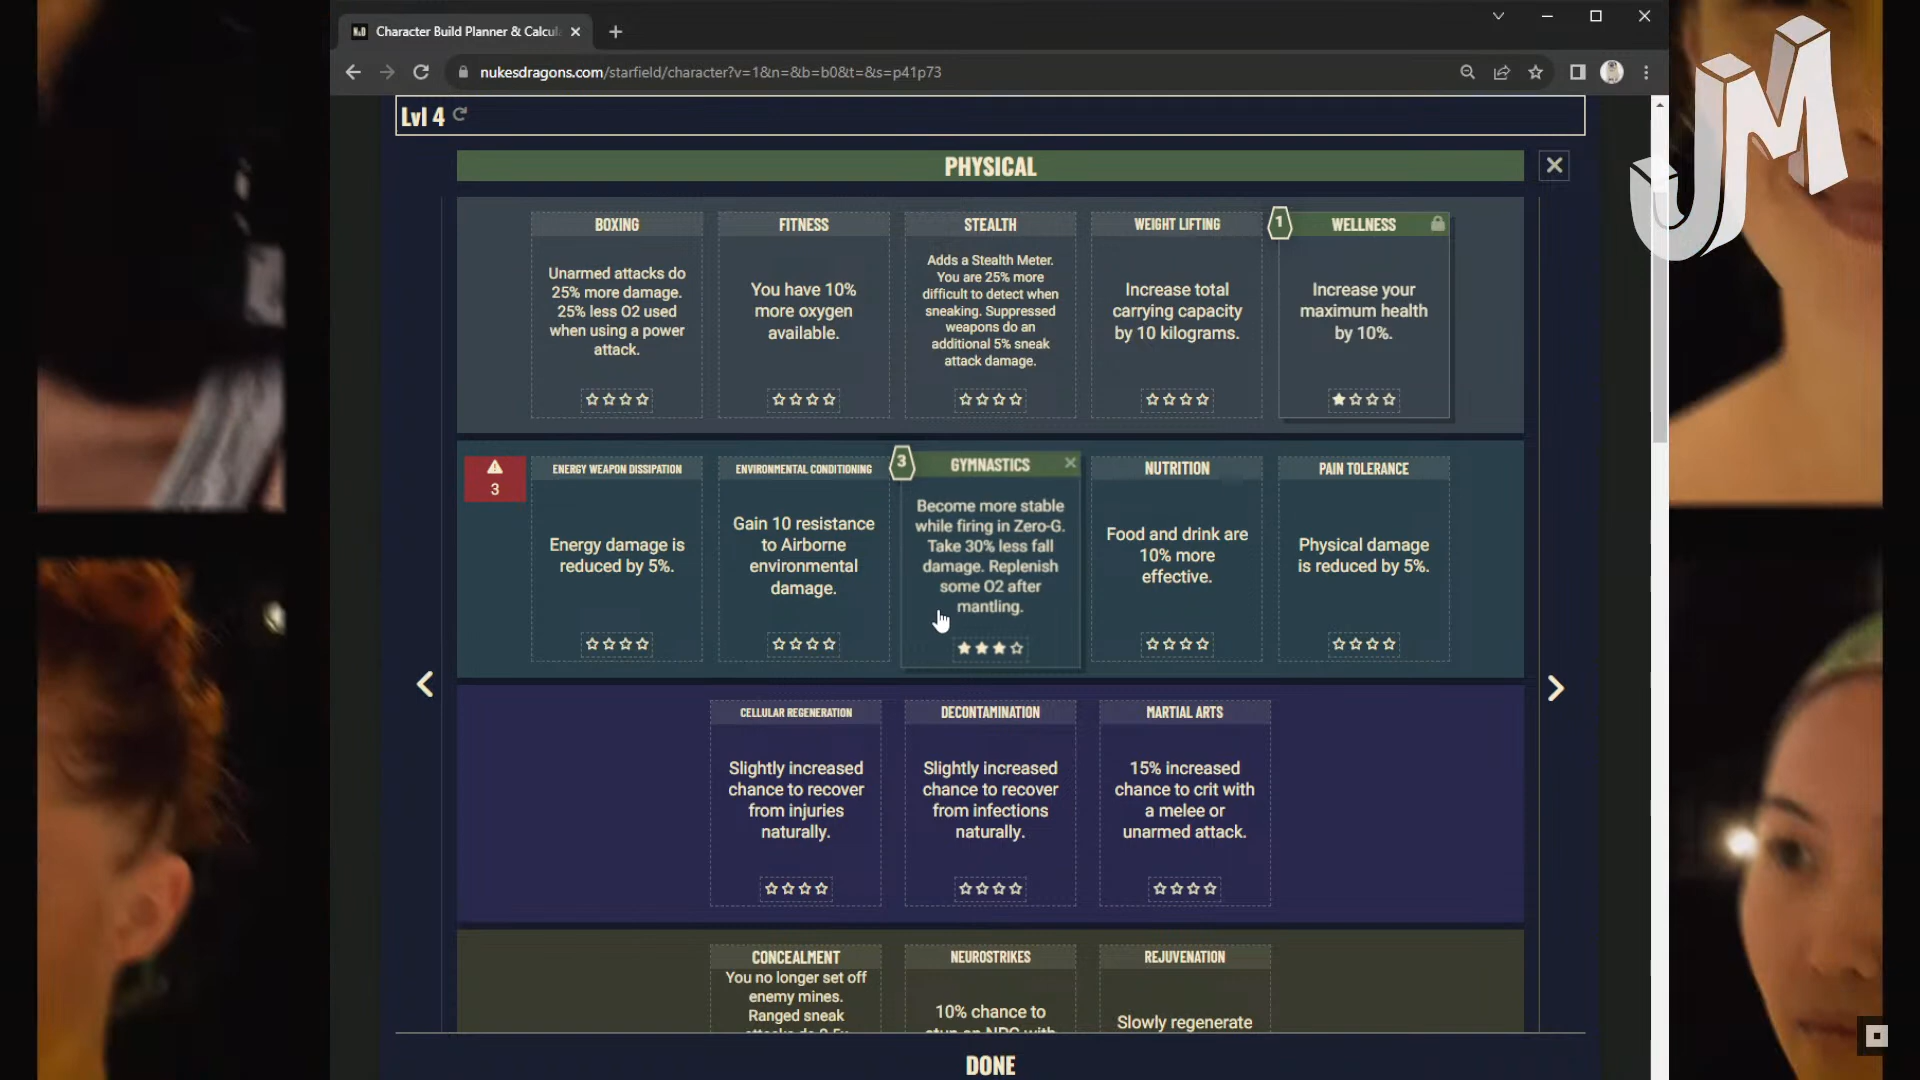 Character Build Planner & Calcul
nukesdragons.com/starfield/character?v=1&n=&b=b0&t=&s=p41p73
JM
Lvl 4
PHYSICAL
BOXING
Unarmed attacks do
25% more damage.
25% less O2 used
when using a power
attack.
FITNESS
You have 10%
more oxygen
available.
STEALTH
Adds a Stealth Meter.
You are 25% more
difficult to detect when
sneaking. Suppressed
weapons do an
additional 5% sneak
attack damage.
WEIGHT LIFTING
Increase total
carrying capacity
by 10 kilograms.
1
WELLNESS
Increase your
maximum health
by 10%.
3
ENERGY WEAPON DISSIPATION
Energy damage is
reduced by 5%.
ENVIRONMENTAL CONDITIONING
Gain 10 resistance
to Airborne
environmental
damage.
3
GYMNASTICS
Become more stable
while firing in Zero-G.
Take 30% less fall
damage. Replenish
some O2 after
mantling.
NUTRITION
Food and drink are
10% more
effective.
PAIN TOLERANCE
Physical damage
is reduced by 5%.
CELLULAR REGENERATION
Slightly increased
chance to recover
from injuries
naturally.
DECONTAMINATION
Slightly increased
chance to recover
from infections
naturally.
MARTIAL ARTS
15% increased
chance to crit with
a melee or
unarmed attack.
CONCEALMENT
You no longer set off
enemy mines.
Ranged sneak
NEUROSTRIKES
10% chance to
REJUVENATION
Slowly regenerate
DONE